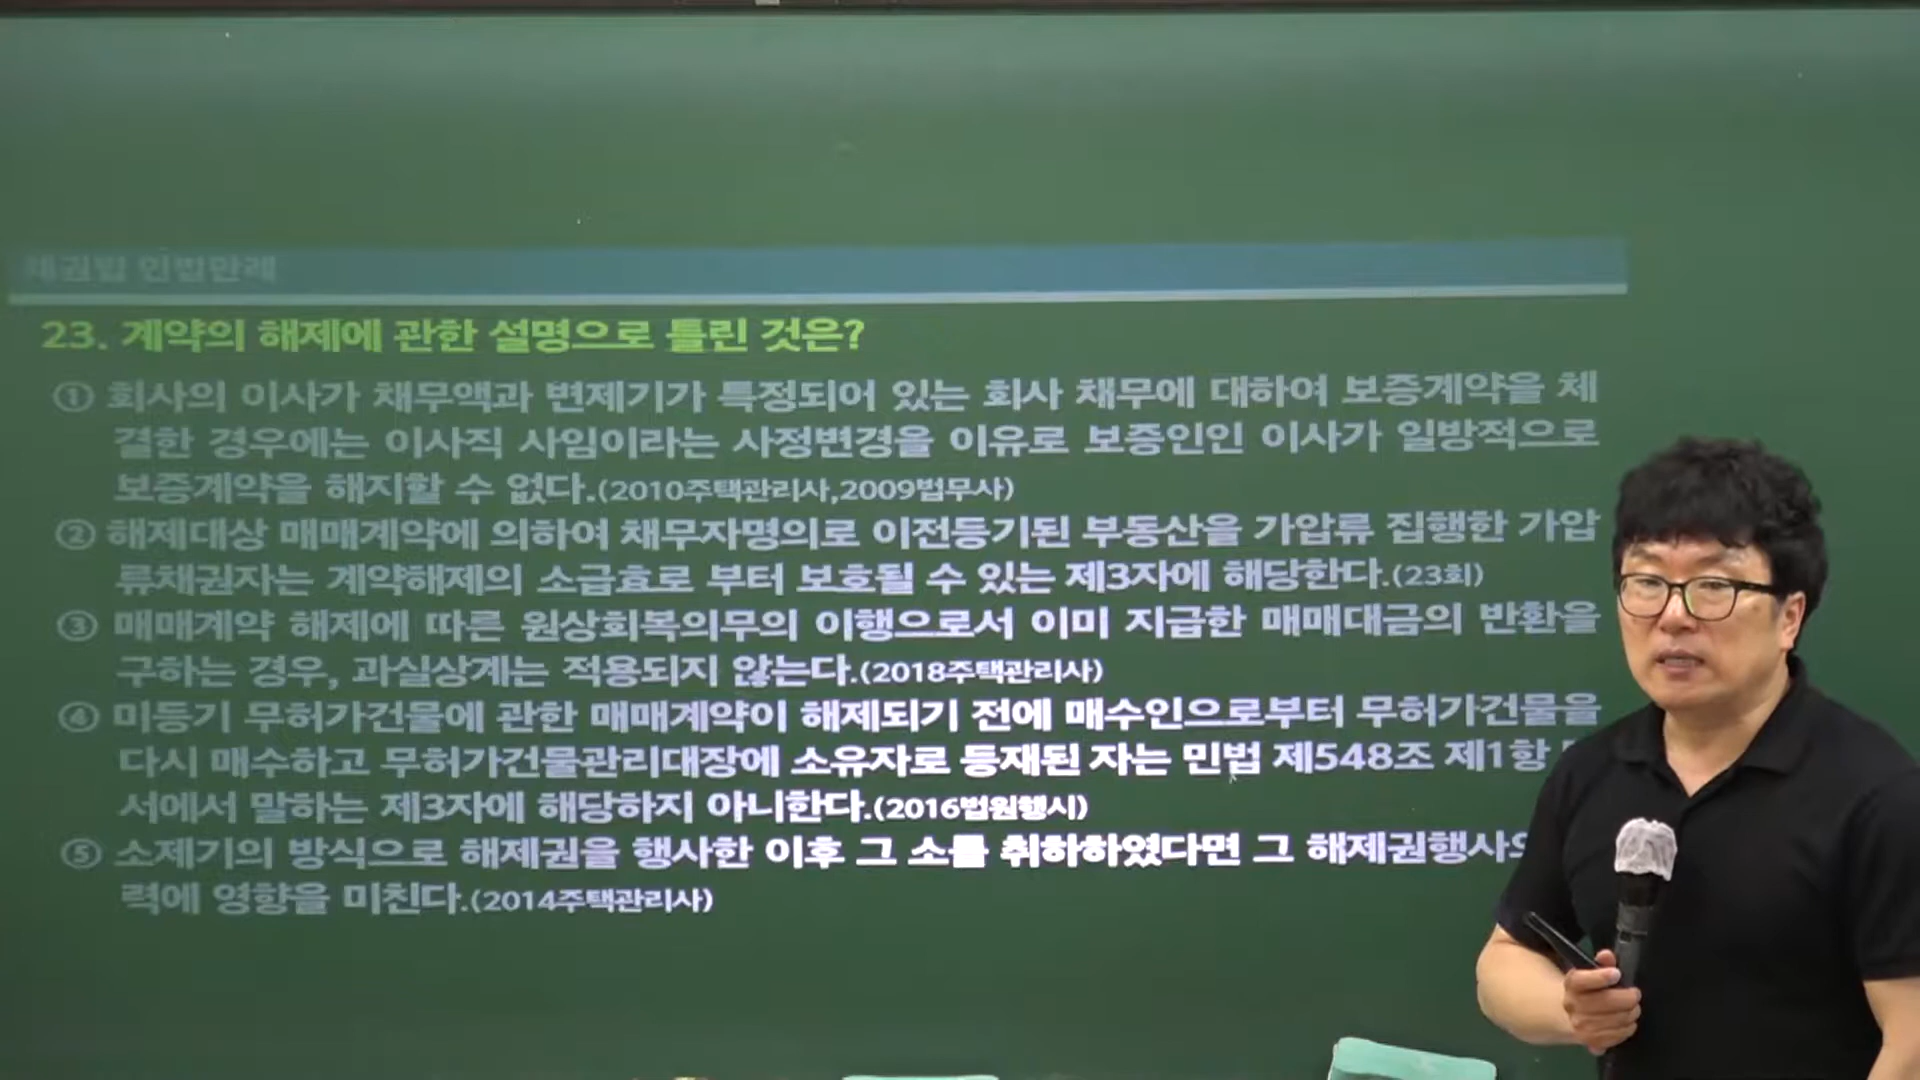 채권법 민법판례
23. 계약의 해제에 관한 설명으로 틀린 것은?
① 회사의 이사가 채무액과 변제기가 특정되어 있는 회사 채무에 대하여 보증계약을 체
결한 경우에는 이사직 사임이라는 사정변경을 이유로 보증인인 이사가 일방적으로
보증계약을 해지할 수 없다.(2010주택관리사,2009법무사)
② 해제대상 매매계약에 의하여 채무자명의로 이전등기된 부동산을 가압류 집행한 가압
류채권자는 계약해제의 소급효로 부터 보호될 수 있는 제3자에 해당한다.(23회)
③ 매매계약 해제에 따른 원상회복의무의 이행으로서 이미 지급한 매매대금의 반환을
구하는 경우, 과실상계는 적용되지 않는다.(2018주택관리사)
④ 미등기 무허가건물에 관한 매매계약이 해제되기 전에 매수인으로부터 무허가건물을
다시 매수하고 무허가건물관리대장에 소유자로 등재된 자는 민법 제548조 제1항
서에서 말하는 제3자에 해당하지 아니한다.(2016법원행시)
⑤ 소제기의 방식으로 해제권을 행사한 이후 그 소를 취하하였다면 그 해제권행사의
력에 영향을 미친다.(2014주택관리사)